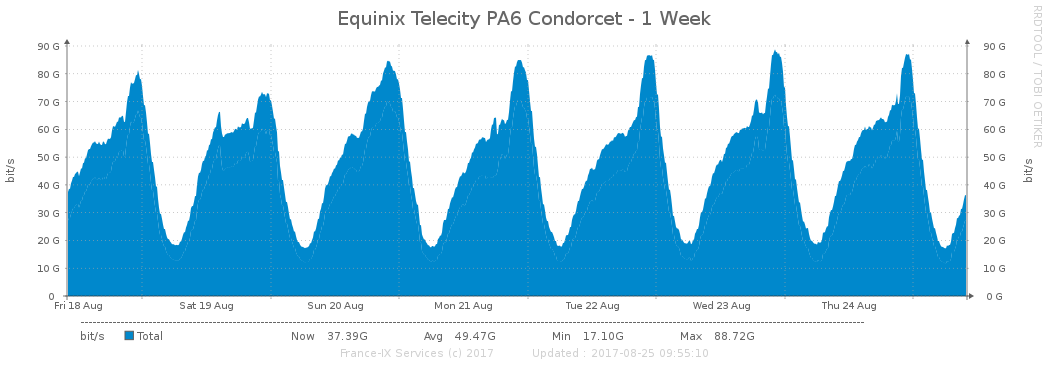 Equinix Telecity PA6 Condorcet - 1 Week
RRDTOOL / TOBI OETIKER
90 G 90 G
80 G 80 G
70 G 70 G
60 G 60 G
50 G 50 G
40 G 40 G
30 G 30 G
20 G 20 G
10 G 10 G
0 0 G
bit/s bit/s
Fri 18 Aug Sat 19 Aug Sun 20 Aug Mon 21 Aug Tue 22 Aug Wed 23 Aug Thu 24 Aug
bit/s Total Now 37.39G Avg 49.47G Min 17.10G Max 88.72G
France-IX Services (c) 2017 Updated : 2017-08-25 09:55:10